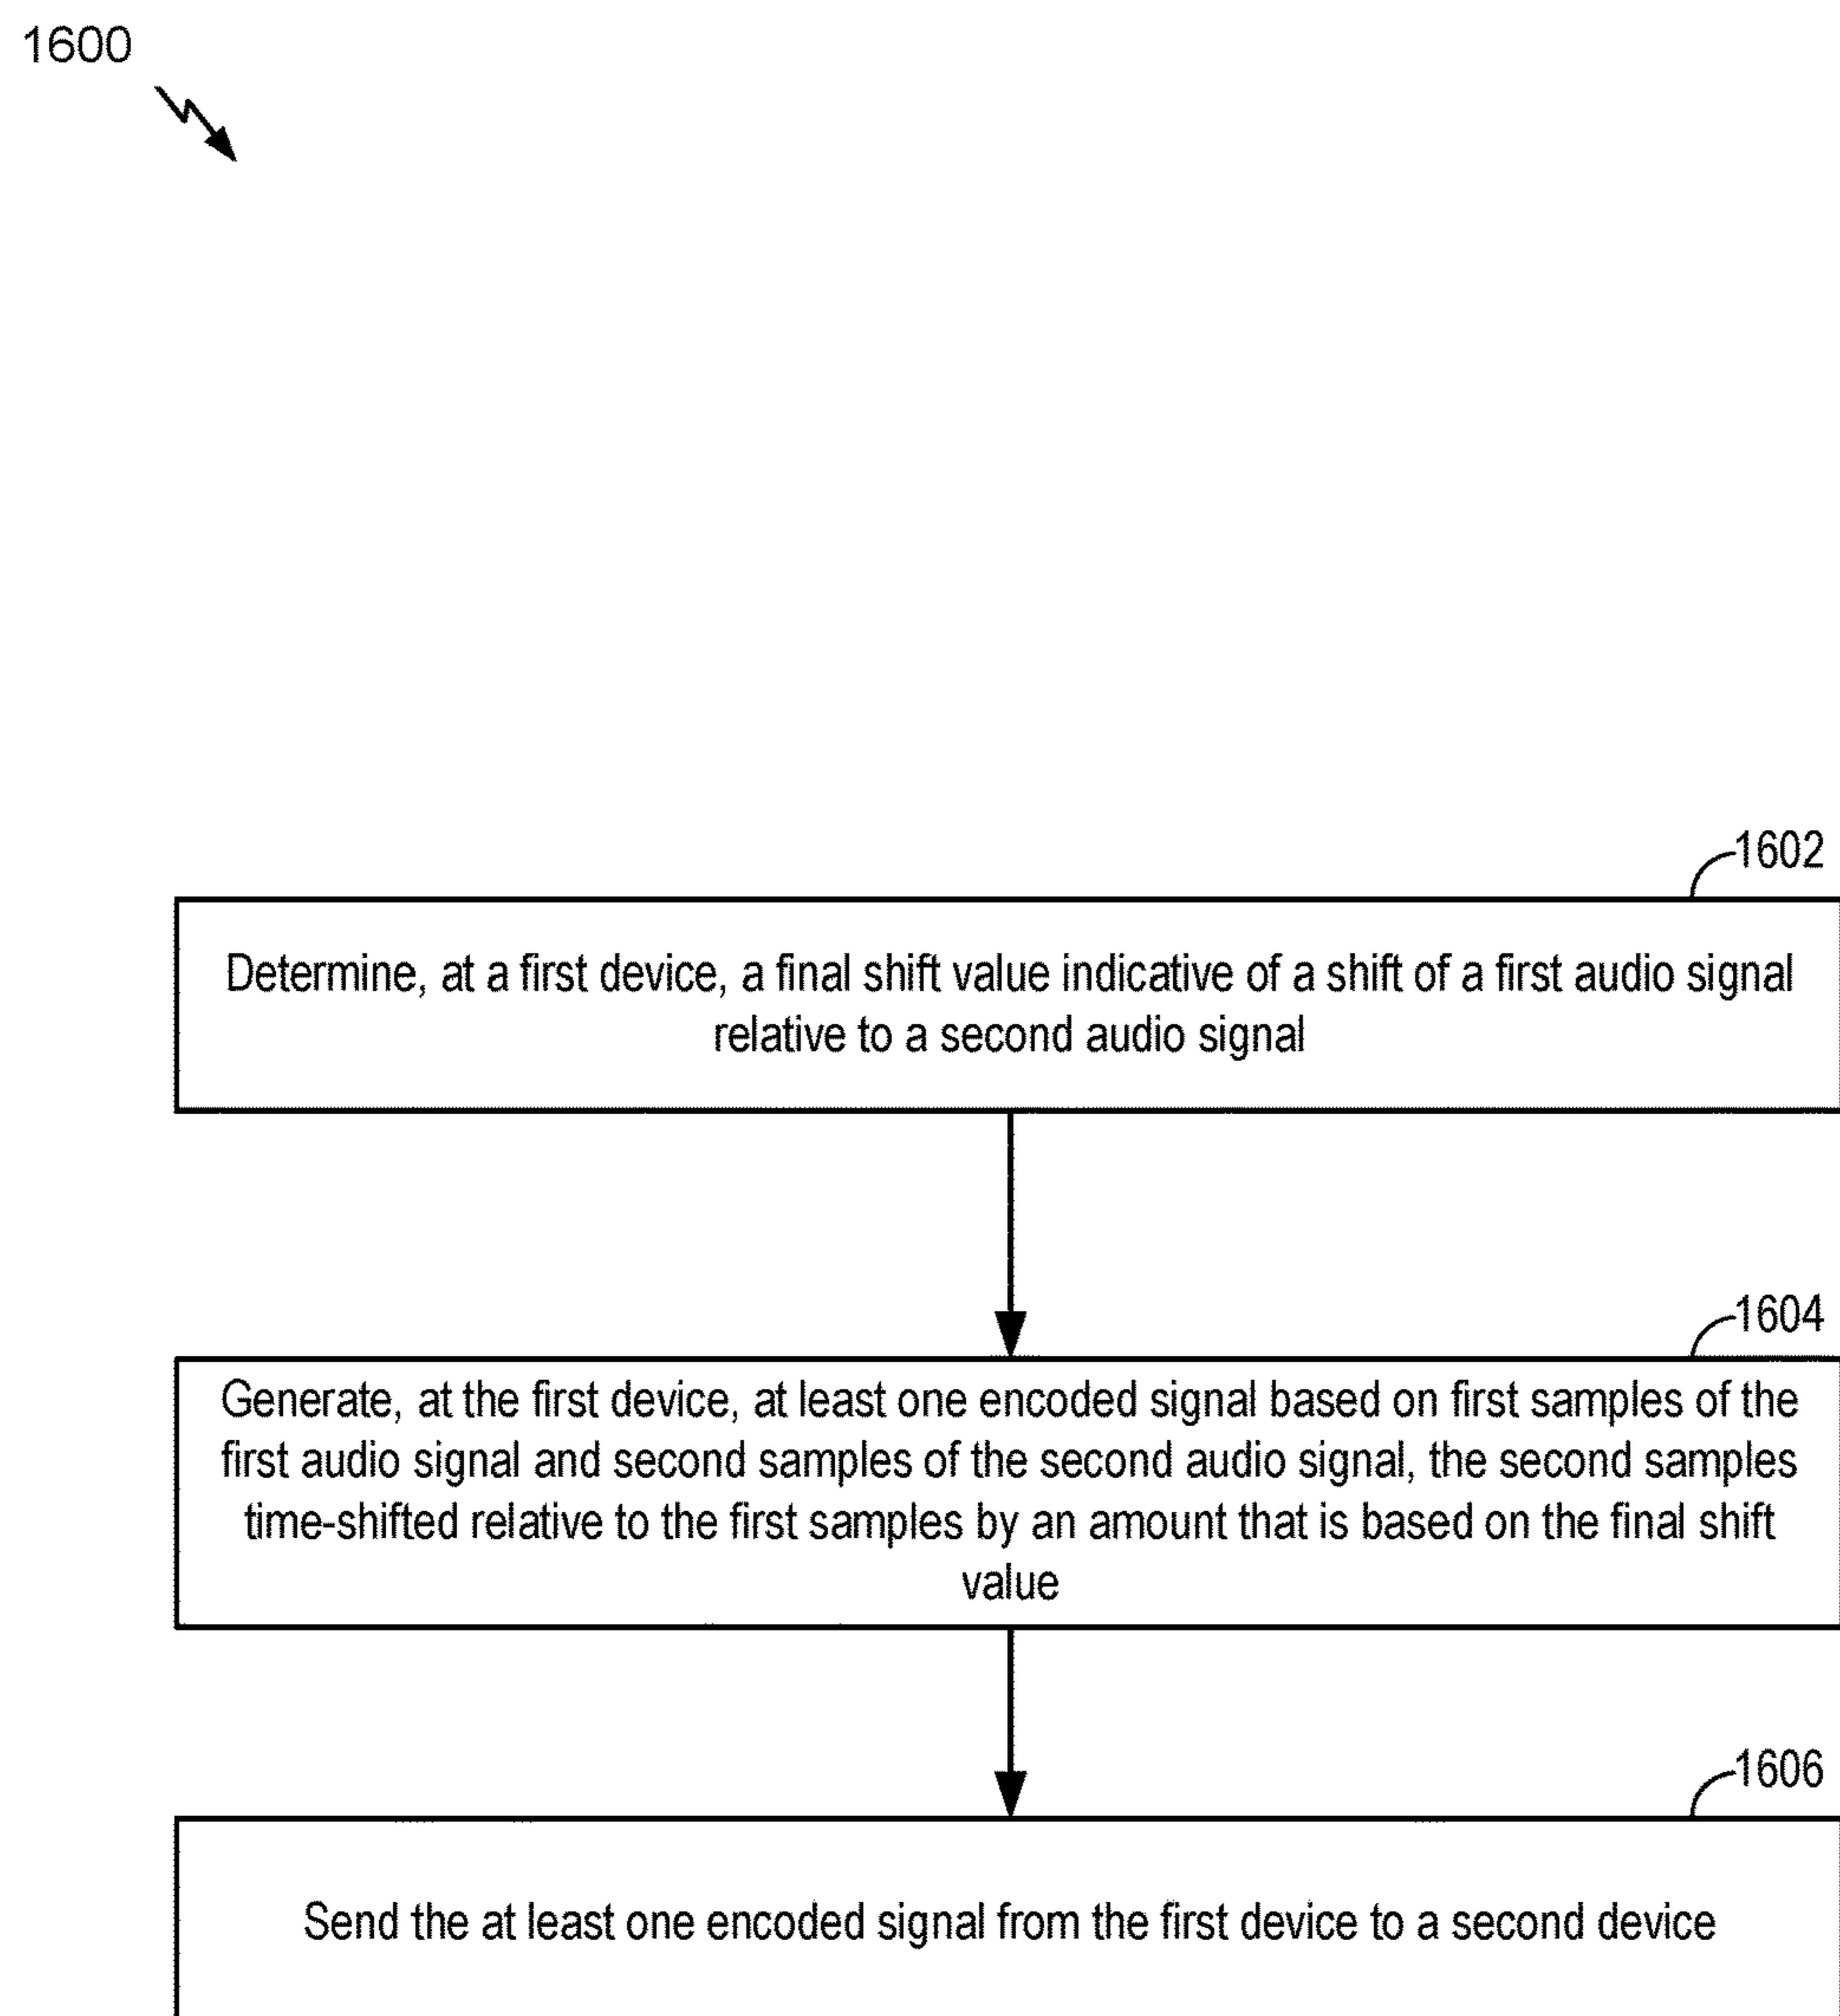 1600
1602
Determine, at a first device, a final shift value indicative of a shift of a first audio signal
relative to a second audio signal
1604
Generate, at the first device, at least one encoded signal based on first samples of the
first audio signal and second samples of the second audio signal, the second samples
time-shifted relative to the first samples by an amount that is based on the final shift
value
1606
Send the at least one encoded signal from the first device to a second device